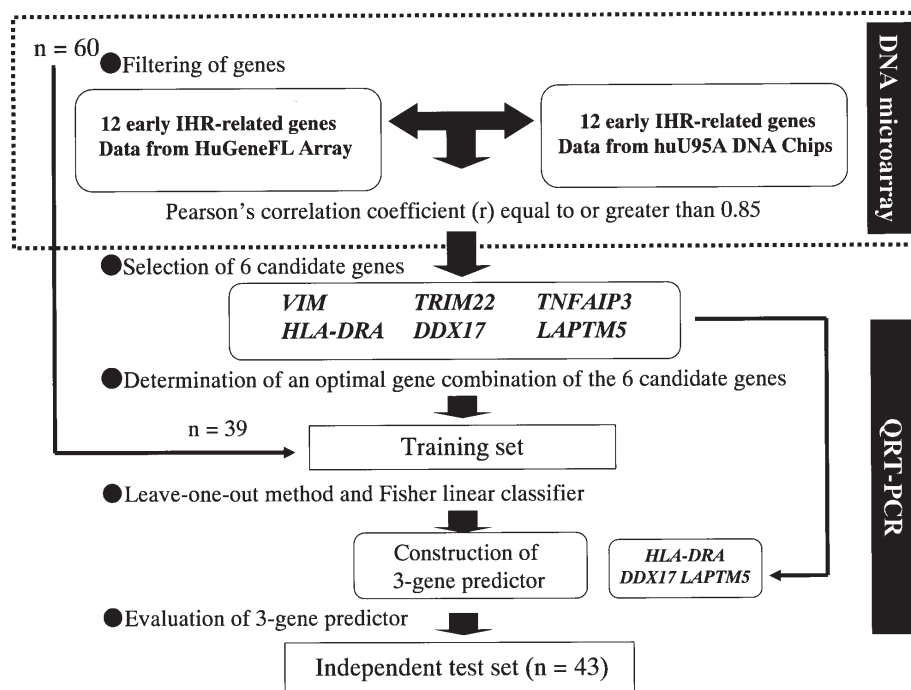 n = 60
●Filtering of genes
12 early IHR-related genes
Data from HuGeneFL Array
12 early IHR-related genes
Data from huU95A DNA Chips
Pearson's correlation coefficient (r) equal to or greater than 0.85
DNA microarray
●Selection of 6 candidate genes
VIM TRIM22 TNFAIP3
HLA-DRA DDX17 LAPTM5
●Determination of an optimal gene combination of the 6 candidate genes
n = 39
Training set
●Leave-one-out method and Fisher linear classifier
Construction of
3-gene predictor
HLA-DRA
DDX17 LAPTM5
●Evaluation of 3-gene predictor
Independent test set (n = 43)
QRT-PCR